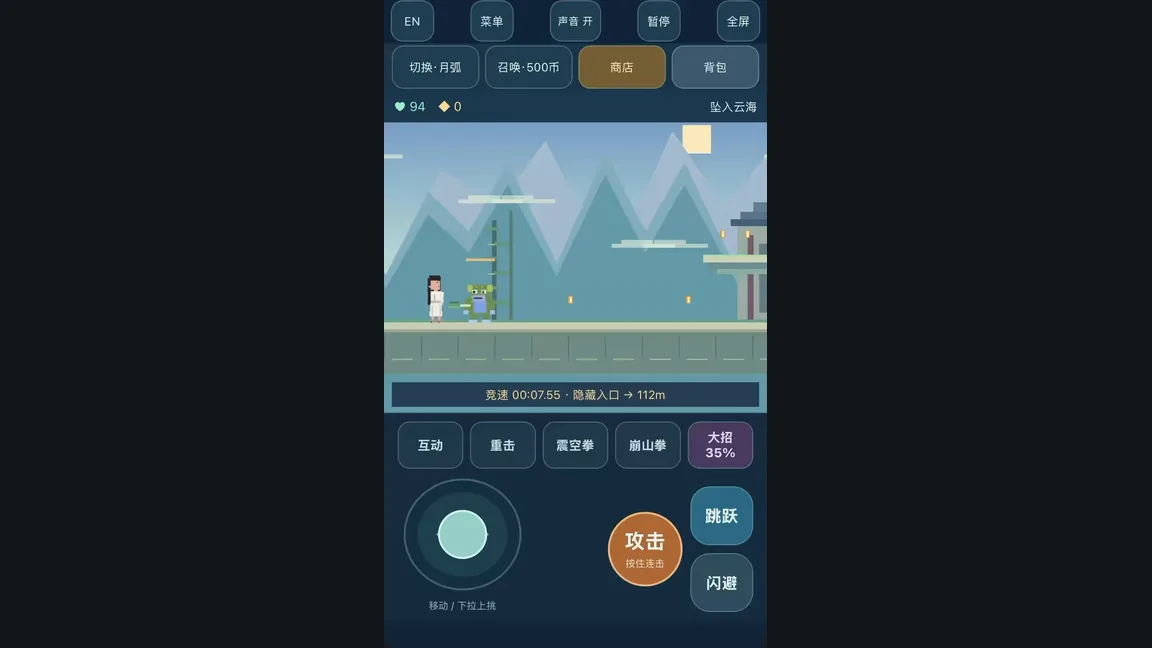 EN
菜单
声音 开
暂停
全屏
切换·月弧
召唤·500币
商店
背包
94
0
坠入云海
竞速 00:07.55 · 隐藏入口 → 112m
互动
重击
震空拳
崩山拳
大招
35%
跳跃
攻击
按住连击
闪避
移动 / 下拉上挑